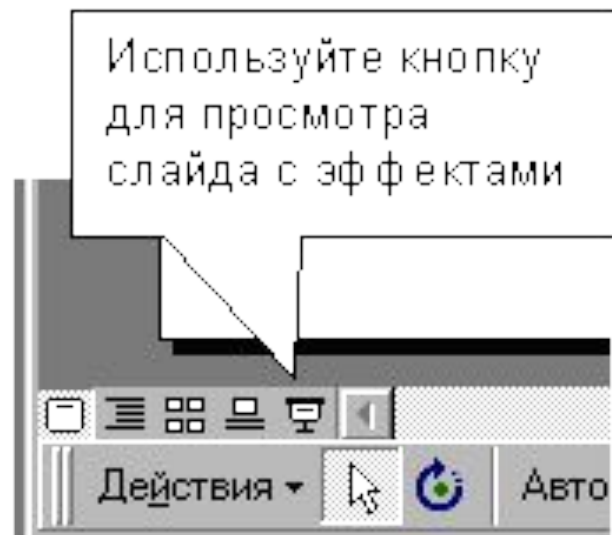 Используйте кнопку
для просмотра
слайда с эффектами
Действия Авто